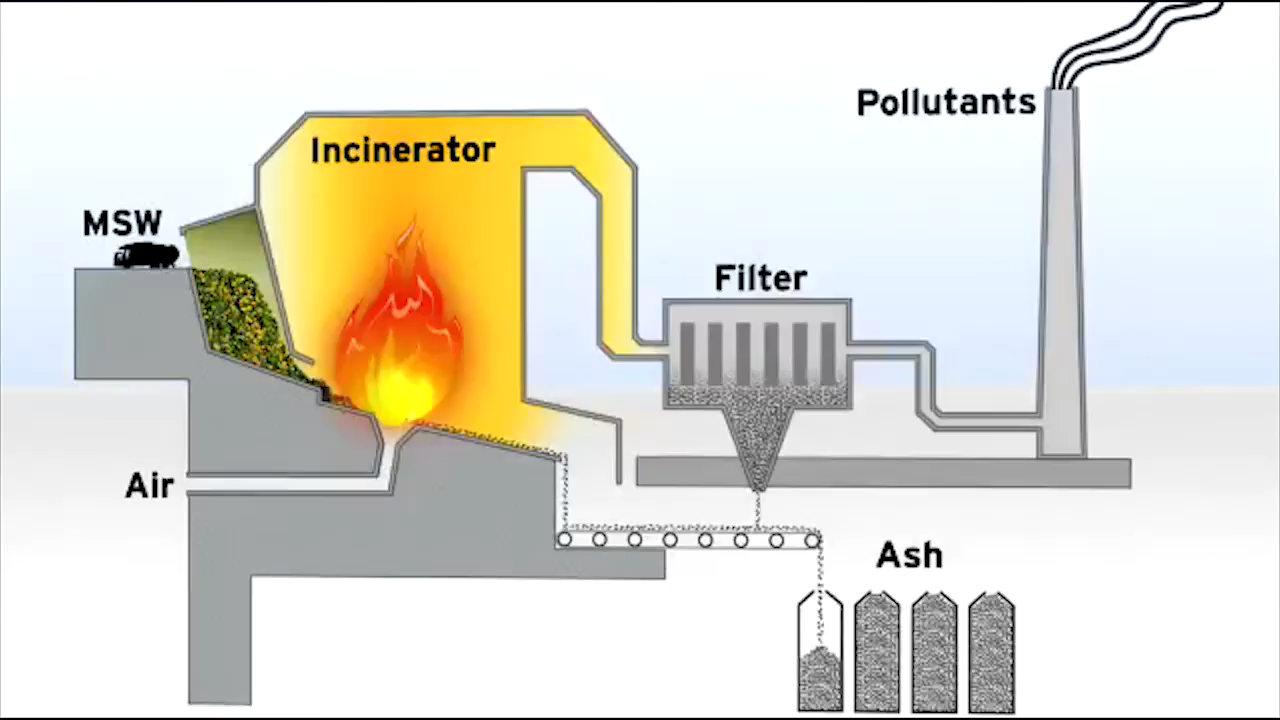 Pollutants
Incinerator
MSW
Filter
Air
Ash